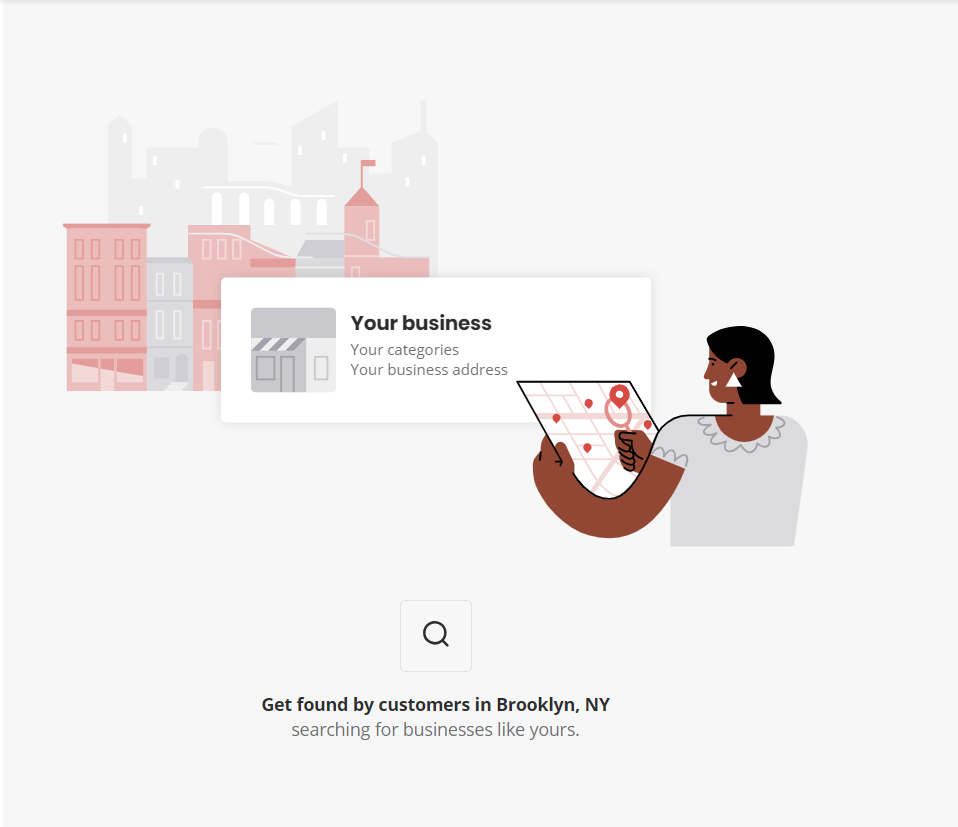 Your business
Your categories
Your business address
Get found by customers in Brooklyn, NY
searching for businesses like yours.